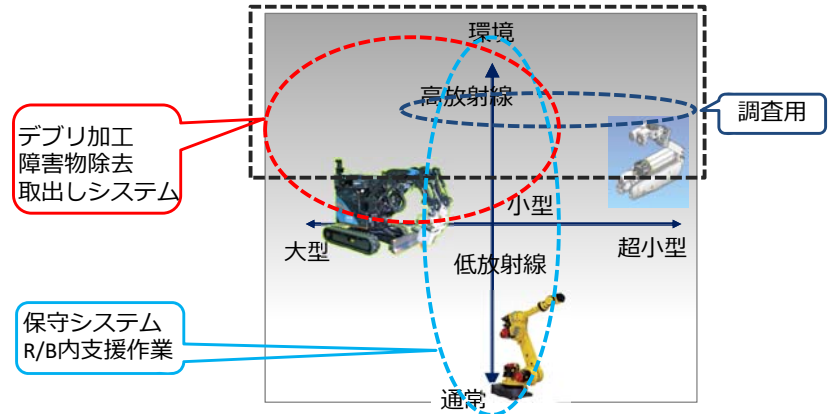 環境
高放射線
調査用
デブリ加工
障害物除去
取出しシステム
小型
大型
超小型
低放射線
保守システム
R/B内支援作業
通常